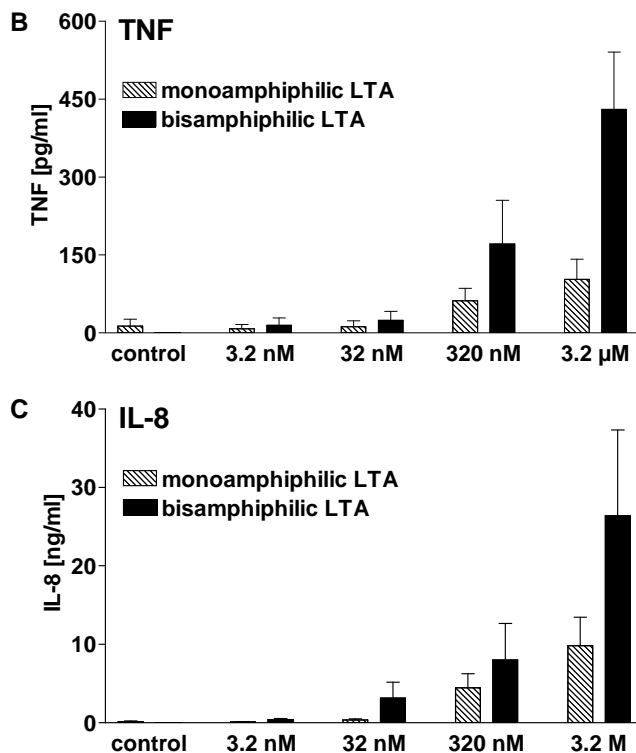 B
TNF
600
monoamphiphilic LTA
bisamphiphilic LTA
450
300
150
0
TNF [pg/ml]
control 3.2 nM 32 nM 320 nM 3.2 µM
C
IL-8
40
monoamphiphilic LTA
bisamphiphilic LTA
30
20
10
0
IL-8 [ng/ml]
control 3.2 nM 32 nM 320 nM 3.2 M